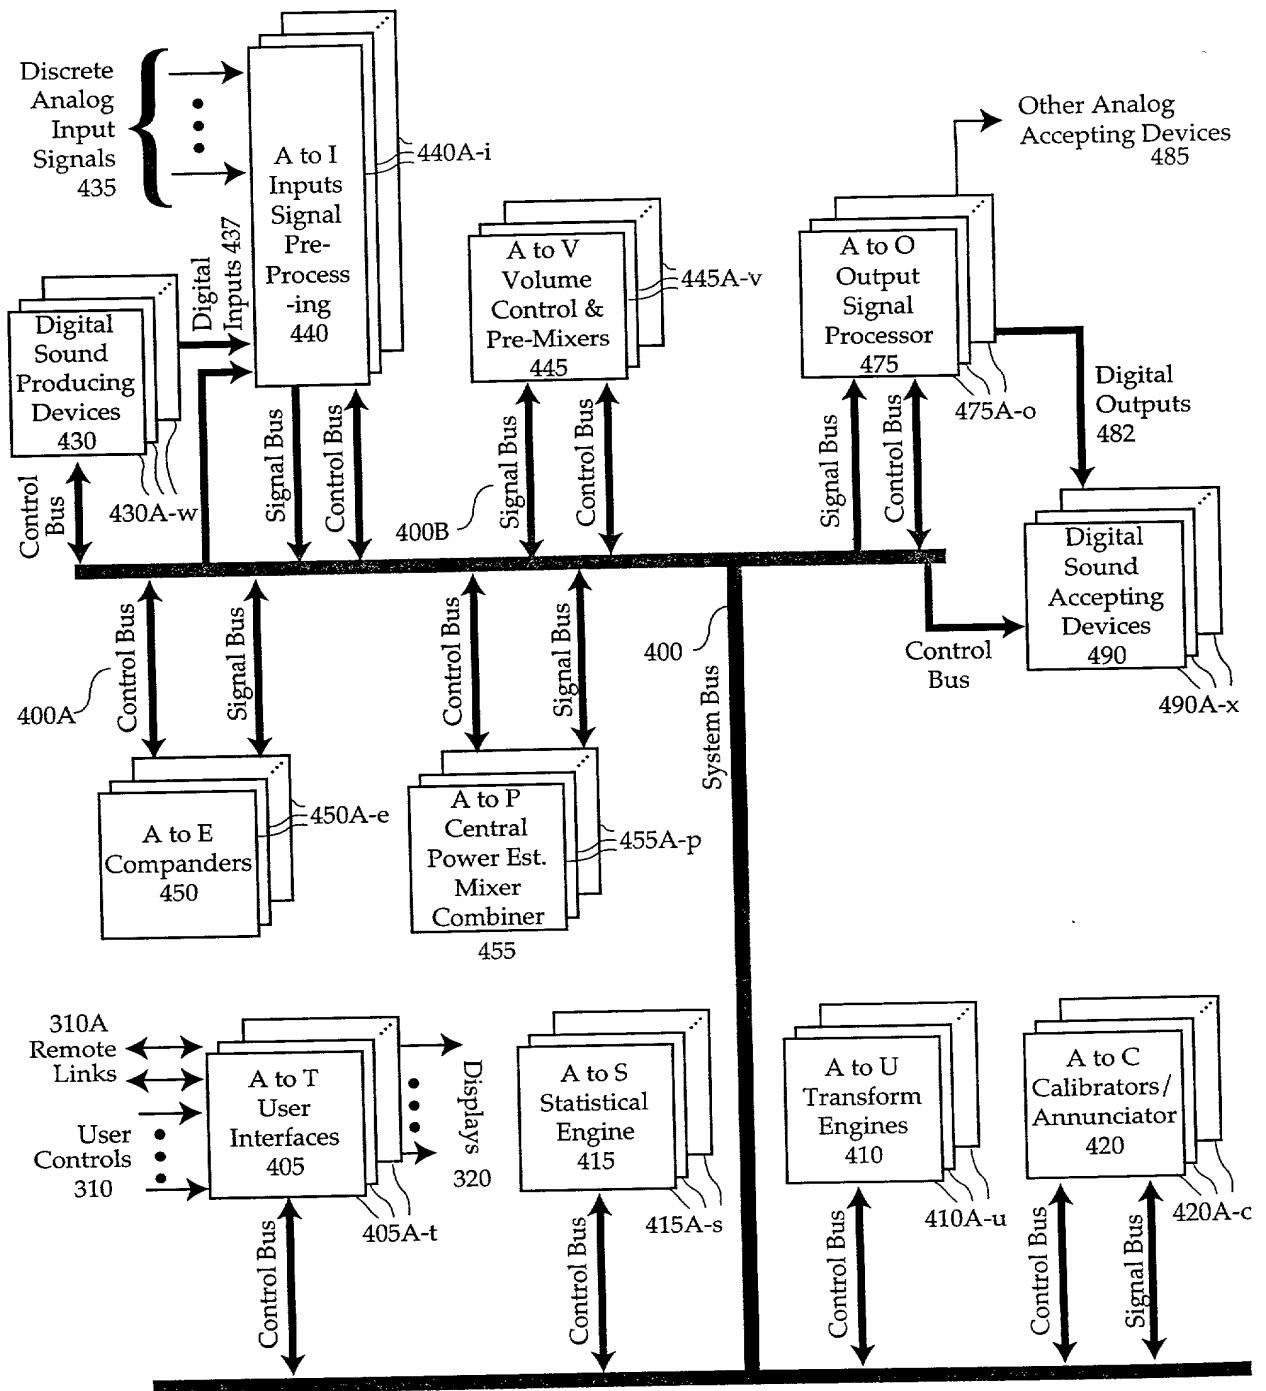 Discrete
Analog
Input
Signals
435
A to I
Inputs
Signal
Pre-
Process
-ing
440
440A-i
Digital
Inputs 437
Digital
Sound
Producing
Devices
430
430A-w
Control
Bus
Signal Bus
Control Bus
A to V
Volume
Control &
Pre-Mixers
445
445A-v
400B
Signal Bus
Control Bus
Other Analog
Accepting Devices
485
A to O
Output
Signal
Processor
475
475A-o
Signal Bus
Control Bus
Digital
Outputs
482
Digital
Sound
Accepting
Devices
490
490A-x
Control
Bus
400
System Bus
400A
Control Bus
Signal Bus
Control Bus
Signal Bus
A to E
Companders
450
450A-e
A to P
Central
Power Est.
Mixer
Combiner
455
455A-p
310A
Remote
Links
User
Controls
310
A to T
User
Interfaces
405
405A-t
Displays
320
Control Bus
A to S
Statistical
Engine
415
415A-s
Control Bus
A to U
Transform
Engines
410
410A-u
Control Bus
A to C
Calibrators/
Annunciator
420
420A-c
Control Bus
Signal Bus